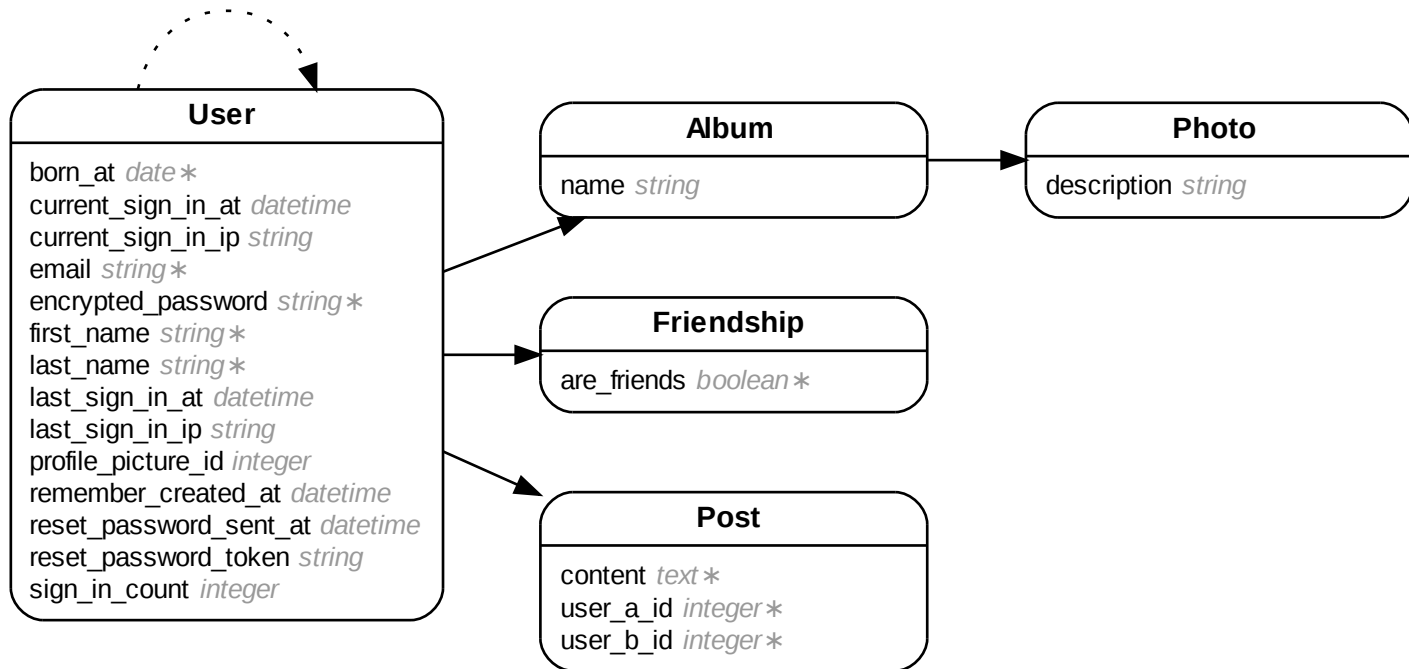 User
born_at date∗
current_sign_in_at datetime
current_sign_in_ip string
email string∗
encrypted_password string∗
first_name string∗
last_name string∗
last_sign_in_at datetime
last_sign_in_ip string
profile_picture_id integer
remember_created_at datetime
reset_password_sent_at datetime
reset_password_token string
sign_in_count integer
Album
name string
Photo
description string
Friendship
are_friends boolean∗
Post
content text∗
user_a_id integer∗
user_b_id integer∗